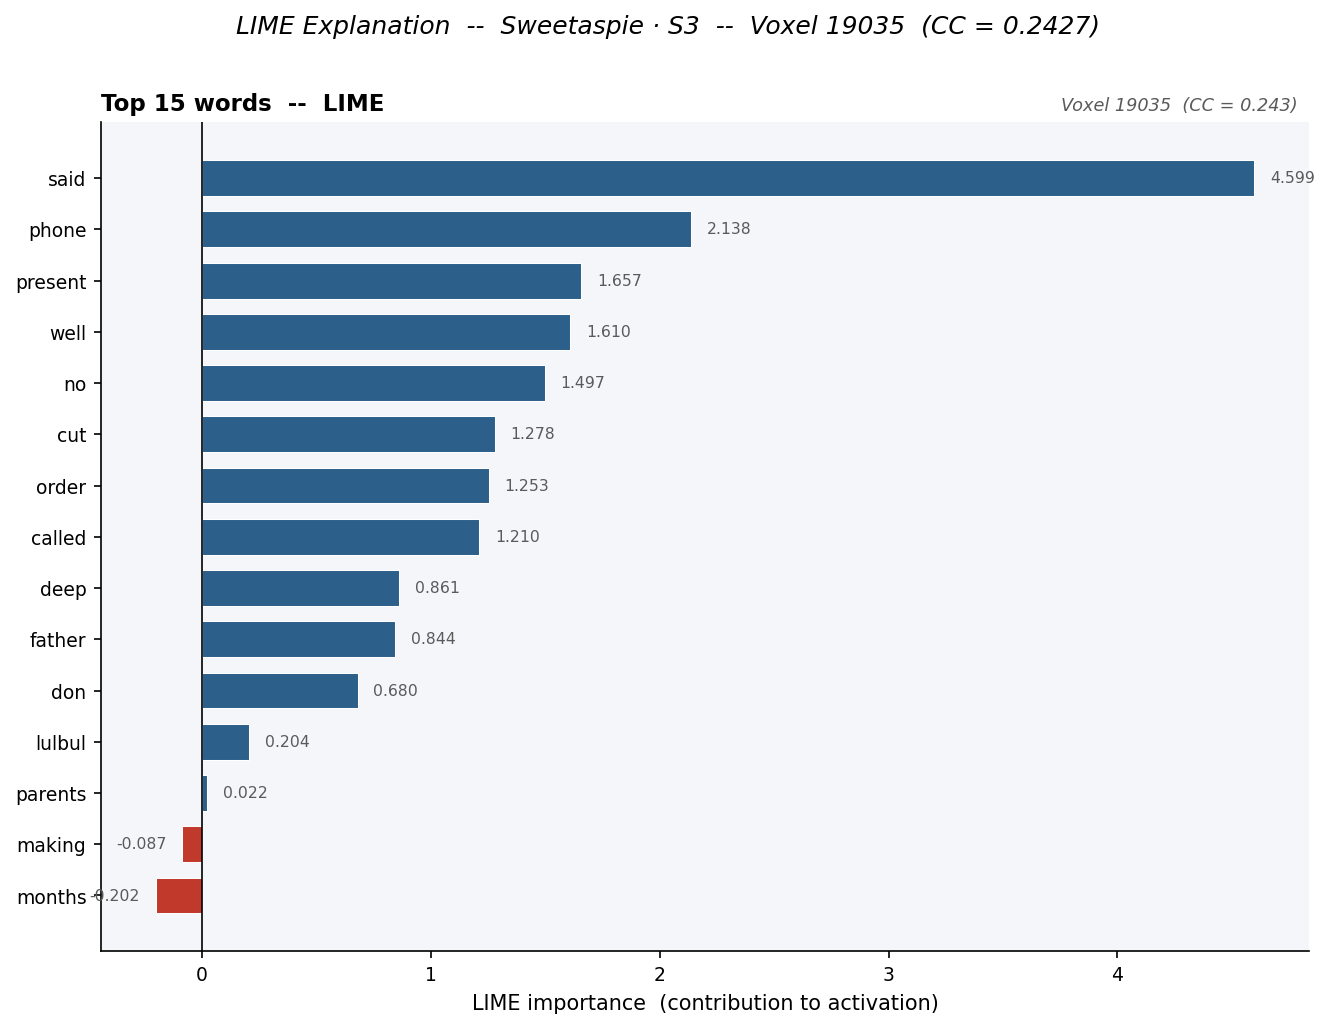 LIME Explanation -- Sweetaspie · S3 -- Voxel 19035 (CC = 0.2427)
Top 15 words -- LIME
Voxel 19035 (CC = 0.243)
said 4.599
phone 2.138
present 1.657
well 1.610
no 1.497
cut 1.278
order 1.253
called 1.210
deep 0.861
father 0.844
don 0.680
lulbul 0.204
parents 0.022
making -0.087
months -0.202
0 1 2 3 4
LIME importance (contribution to activation)